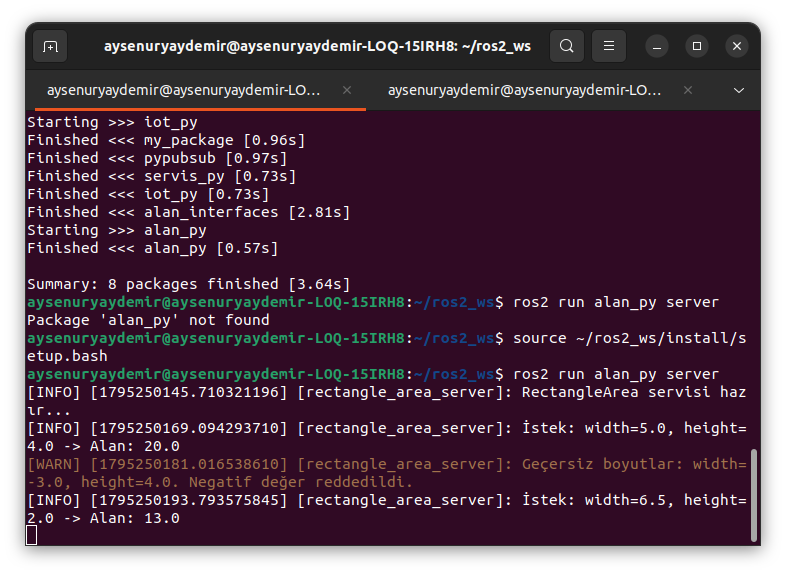 aysenuryaydemir@aysenuryaydemir-LOQ-15IRH8: ~/ros2_ws
aysenuryaydemir@aysenuryaydemir-LO...
aysenuryaydemir@aysenuryaydemir-LO...
Starting >>> iot_py
Finished <<< my_package [0.96s]
Finished <<< pypubsub [0.97s]
Finished <<< servis_py [0.73s]
Finished <<< iot_py [0.73s]
Finished <<< alan_interfaces [2.81s]
Starting >>> alan_py
Finished <<< alan_py [0.57s]
Summary: 8 packages finished [3.64s]
aysenuryaydemir@aysenuryaydemir-LOQ-15IRH8:~/ros2_ws$ ros2 run alan_py server
Package 'alan_py' not found
aysenuryaydemir@aysenuryaydemir-LOQ-15IRH8:~/ros2_ws$ source ~/ros2_ws/install/s
etup.bash
aysenuryaydemir@aysenuryaydemir-LOQ-15IRH8:~/ros2_ws$ ros2 run alan_py server
[INFO] [1795250145.710321196] [rectangle_area_server]: RectangleArea servisi haz
ır...
[INFO] [1795250169.094293710] [rectangle_area_server]: İstek: width=5.0, height=
4.0 -> Alan: 20.0
[WARN] [1795250181.016538610] [rectangle_area_server]: Geçersiz boyutlar: width=
-3.0, height=4.0. Negatif değer reddedildi.
[INFO] [1795250193.793575845] [rectangle_area_server]: İstek: width=6.5, height=
2.0 -> Alan: 13.0